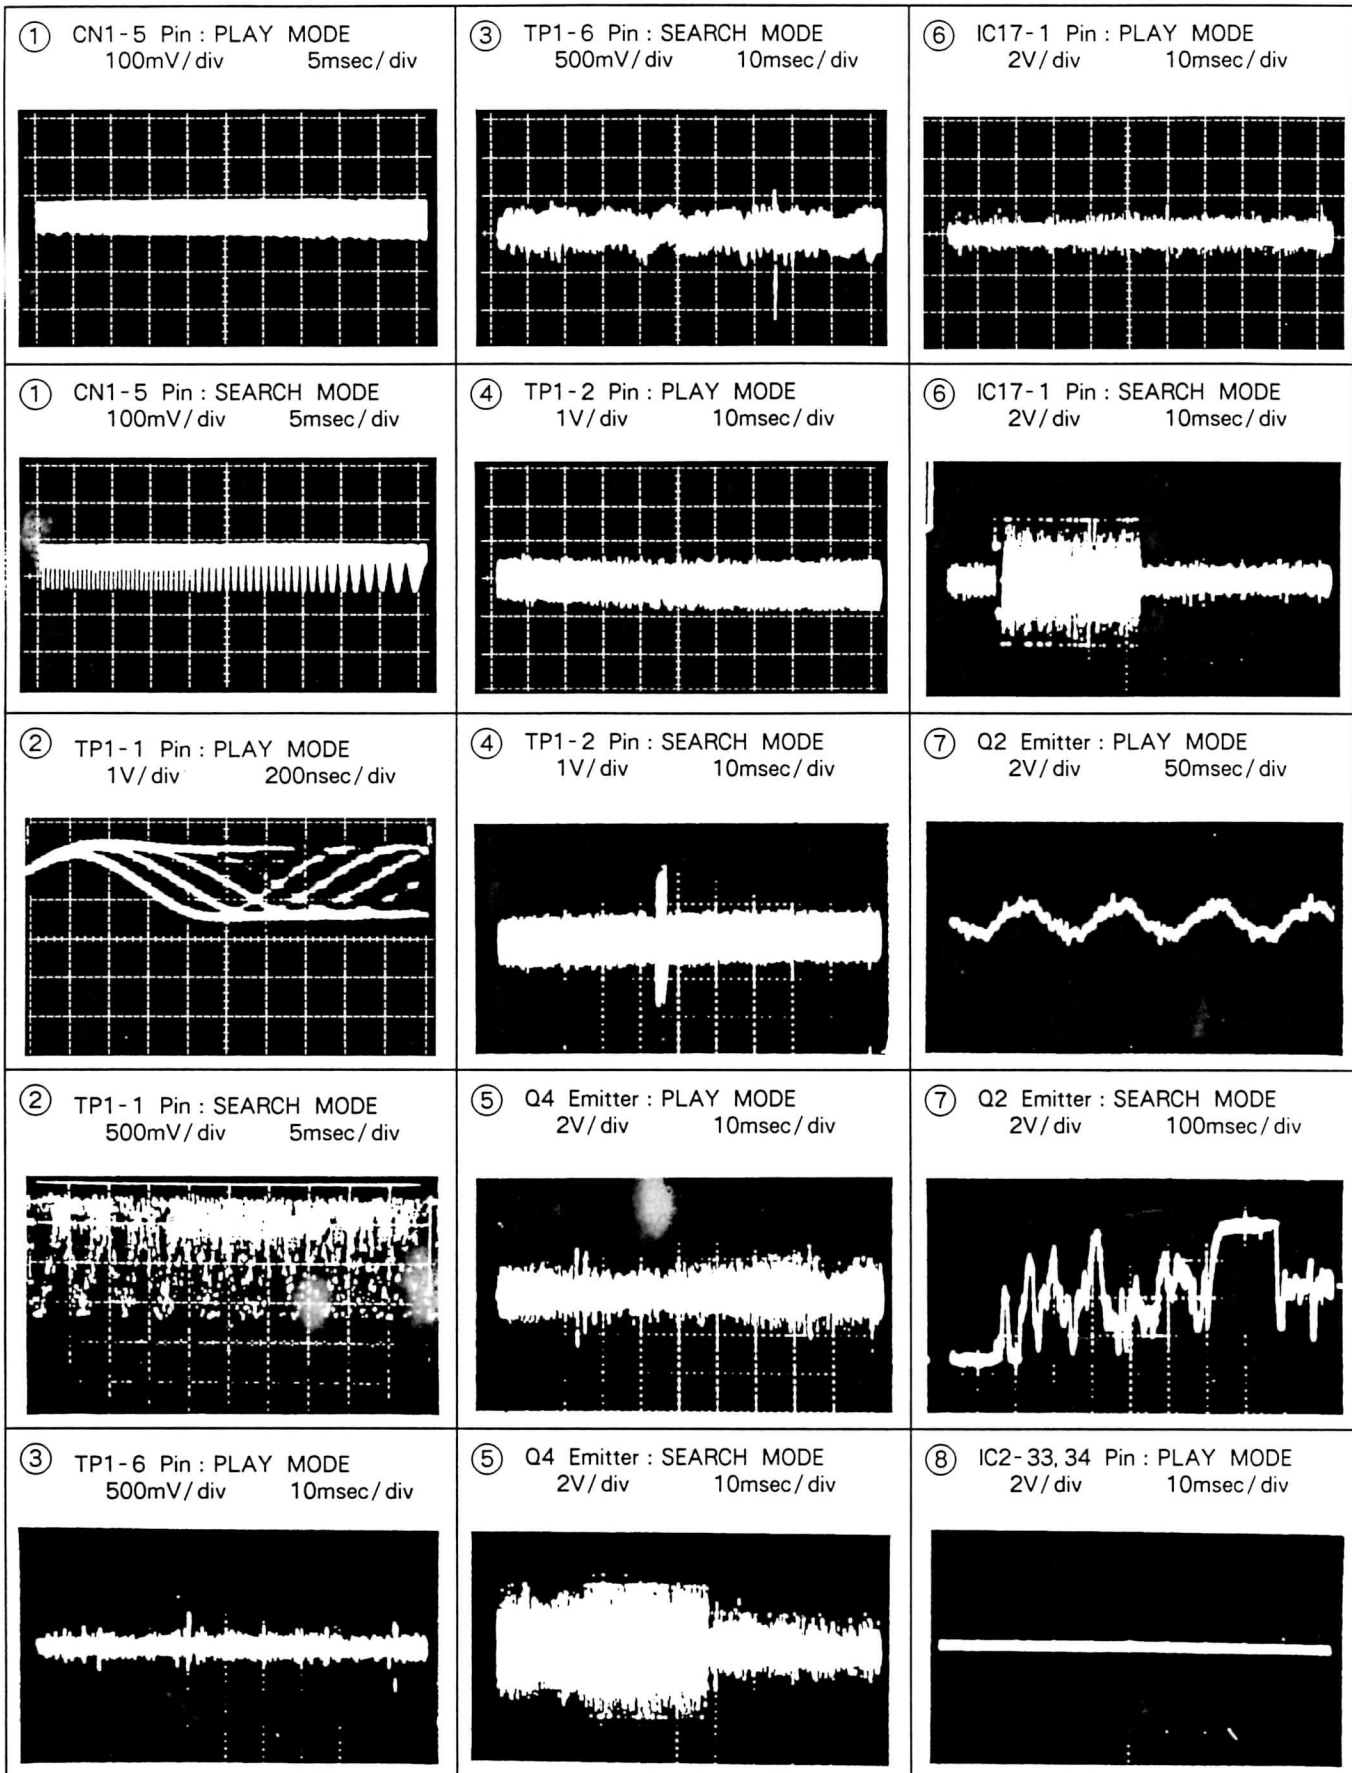 ① CN1-5 Pin : PLAY MODE
100mV/div 5msec/div
① CN1-5 Pin : SEARCH MODE
100mV/div 5msec/div
② TP1-1 Pin : PLAY MODE
1V/div 200nsec/div
② TP1-1 Pin : SEARCH MODE
500mV/div 5msec/div
③ TP1-6 Pin : PLAY MODE
500mV/div 10msec/div
③ TP1-6 Pin : SEARCH MODE
500mV/div 10msec/div
④ TP1-2 Pin : PLAY MODE
1V/div 10msec/div
④ TP1-2 Pin : SEARCH MODE
1V/div 10msec/div
⑤ Q4 Emitter : PLAY MODE
2V/div 10msec/div
⑤ Q4 Emitter : SEARCH MODE
2V/div 10msec/div
⑥ IC17-1 Pin : PLAY MODE
2V/div 10msec/div
⑥ IC17-1 Pin : SEARCH MODE
2V/div 10msec/div
⑦ Q2 Emitter : PLAY MODE
2V/div 50msec/div
⑦ Q2 Emitter : SEARCH MODE
2V/div 100msec/div
⑧ IC2-33, 34 Pin : PLAY MODE
2V/div 10msec/div